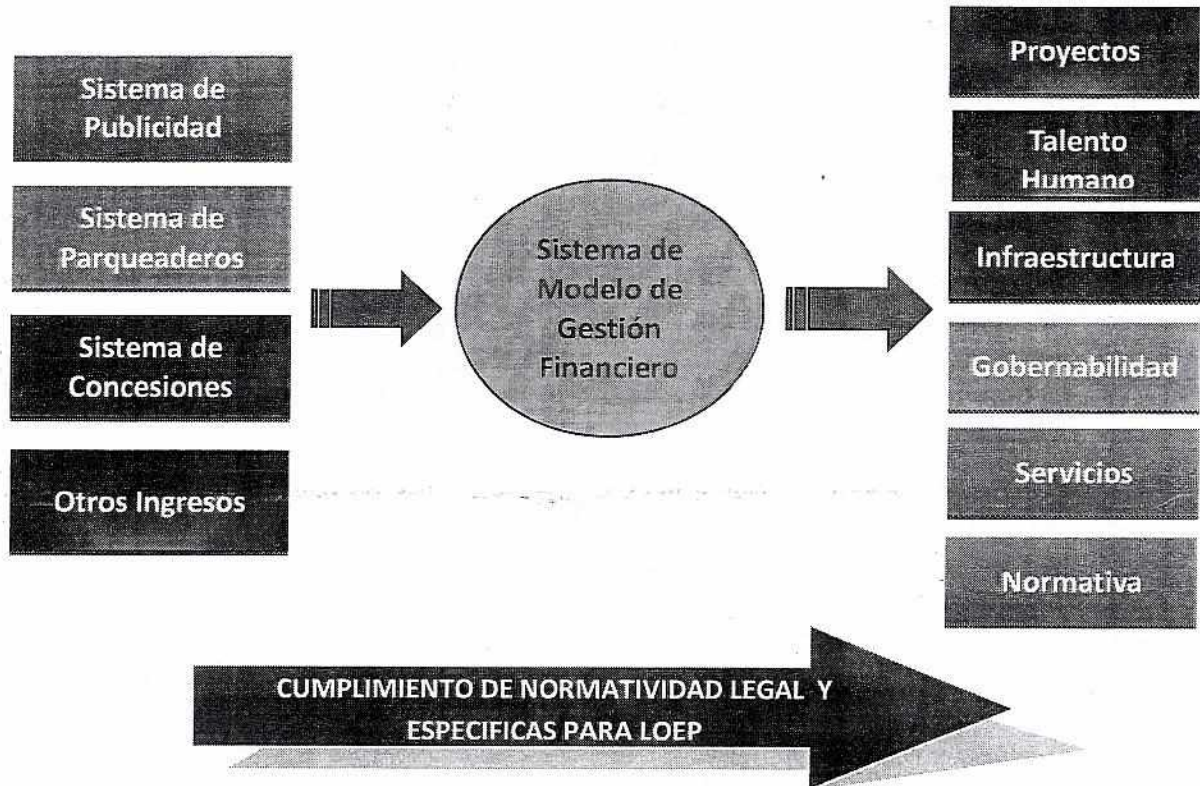 Sistema de
Publicidad
Sistema de
Parqueaderos
Sistema de
Concesiones
Otros Ingresos
Sistema de
Modelo de
Gestión
Financiero
Proyectos
Talento
Humano
Infraestructura
Gobernabilidad
Servicios
Normativa
CUMPLIMIENTO DE NORMATIVIDAD LEGAL Y
ESPECIFICAS PARA LOEP